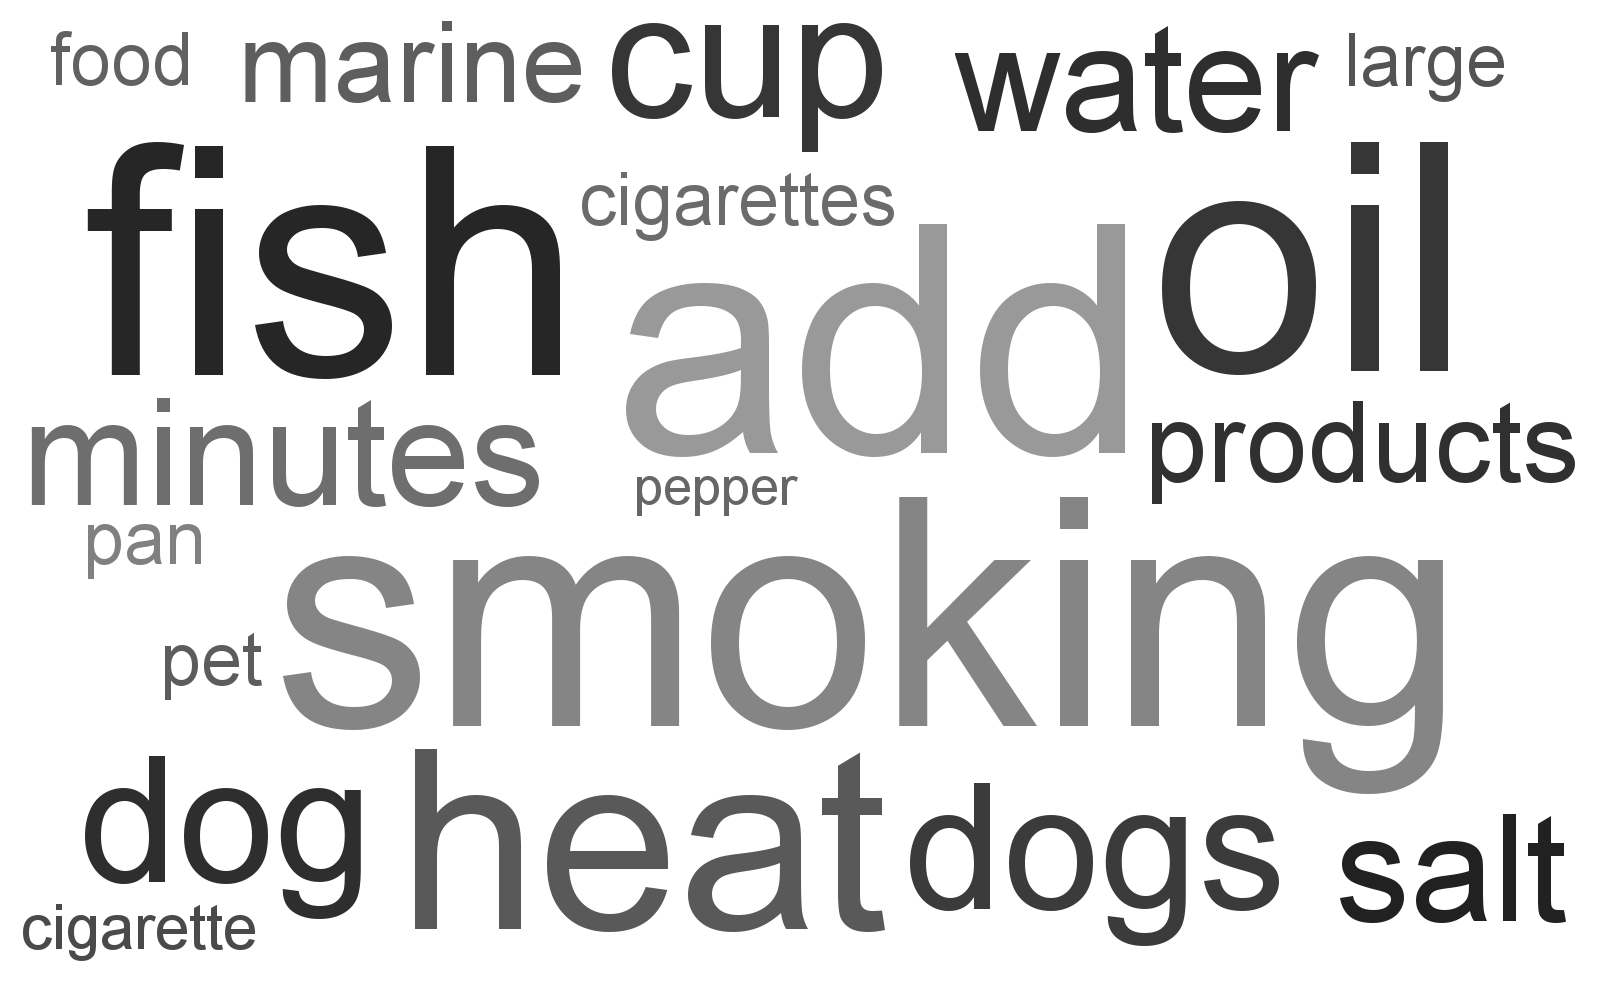 food marine cup water large
fish cigarettes add oil
minutes pepper products
pan
pet smoking
dog heat dogs salt
cigarette